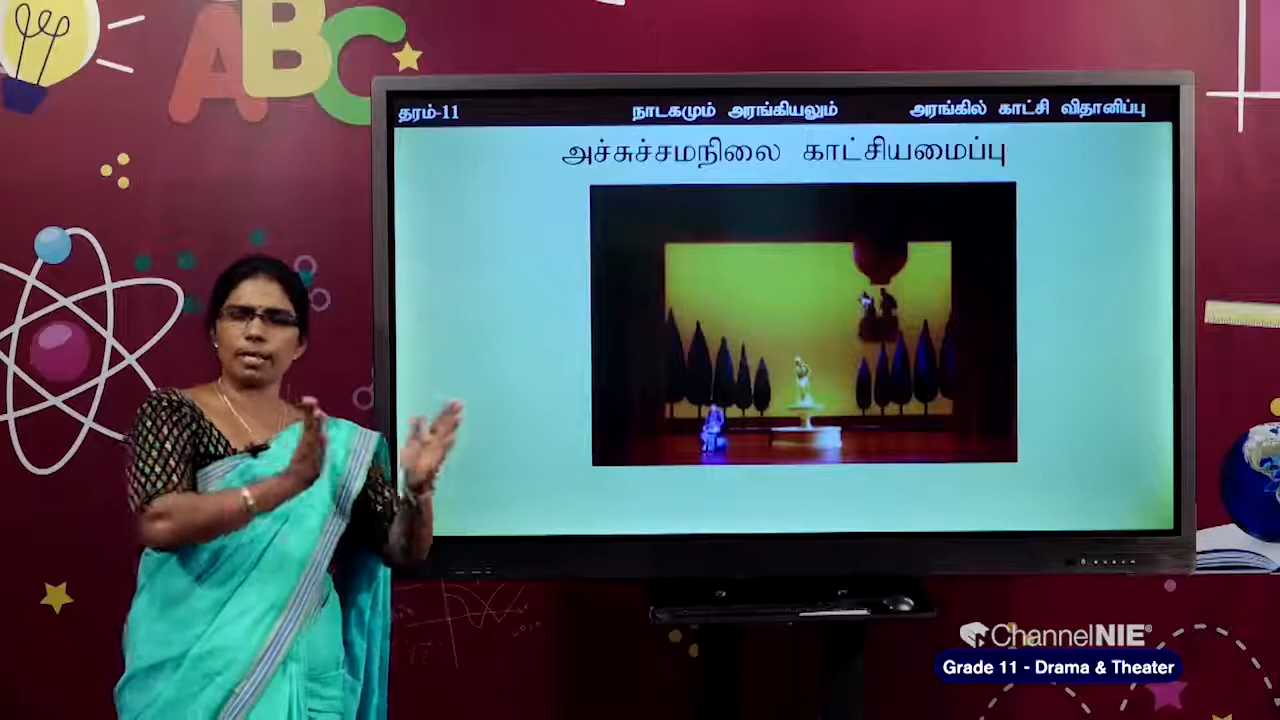 ABC
தரம்-11 நாடகமும் அரங்கியலும் அரங்கில் காட்சி விதானிப்பு
அச்சுச்சமநிலை காட்சியமைப்பு
ChannelNIE®
Grade 11 - Drama & Theater